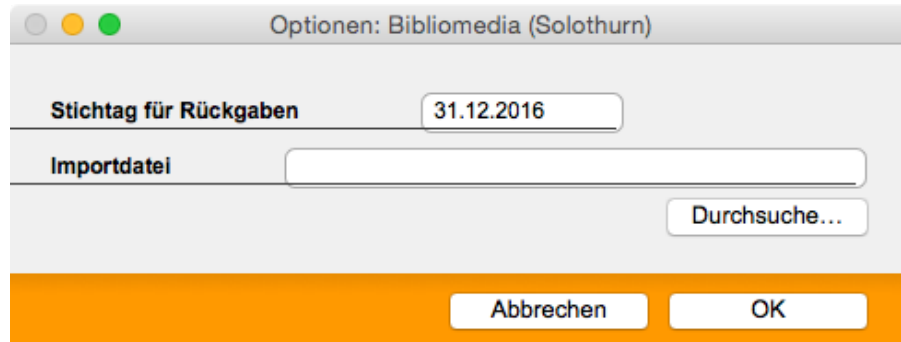 Optionen: Bibliomedia (Solothurn)
Stichtag für Rückgaben 31.12.2016
Importdatei
Durchsuche...
Abbrechen OK